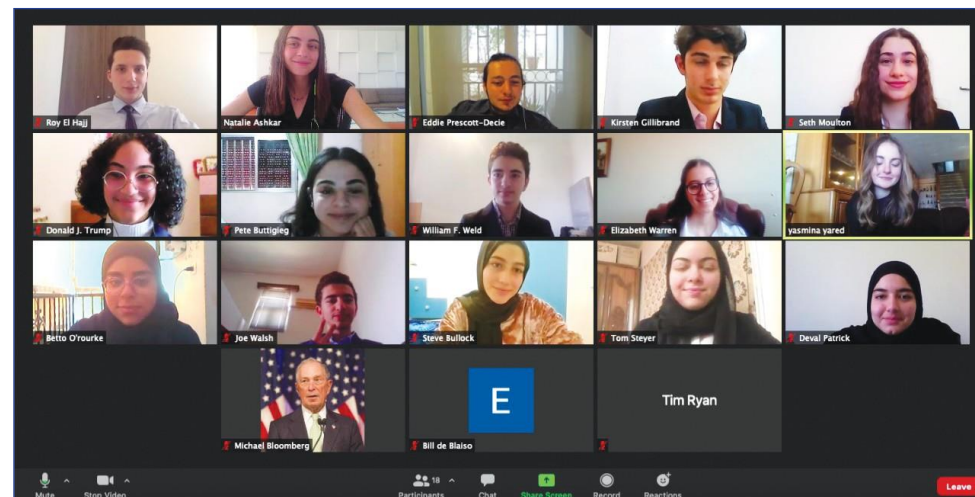 Roy El Hajj
Natalie Ashkar
Eddie Prescott-Decie
Kirsten Gillibrand
Seth Moulton
Donald J. Trump
Pete Buttigieg
William F. Weld
Elizabeth Warren
yasmina yared
Betto O'rourke
Joe Walsh
Steve Bullock
Tom Steyer
Deval Patrick
Michael Bloomberg
E
Bill de Blaiso
Tim Ryan
Mute
Stop Video
18
Participants
Chat
Share Screen
Record
Reactions
Leave